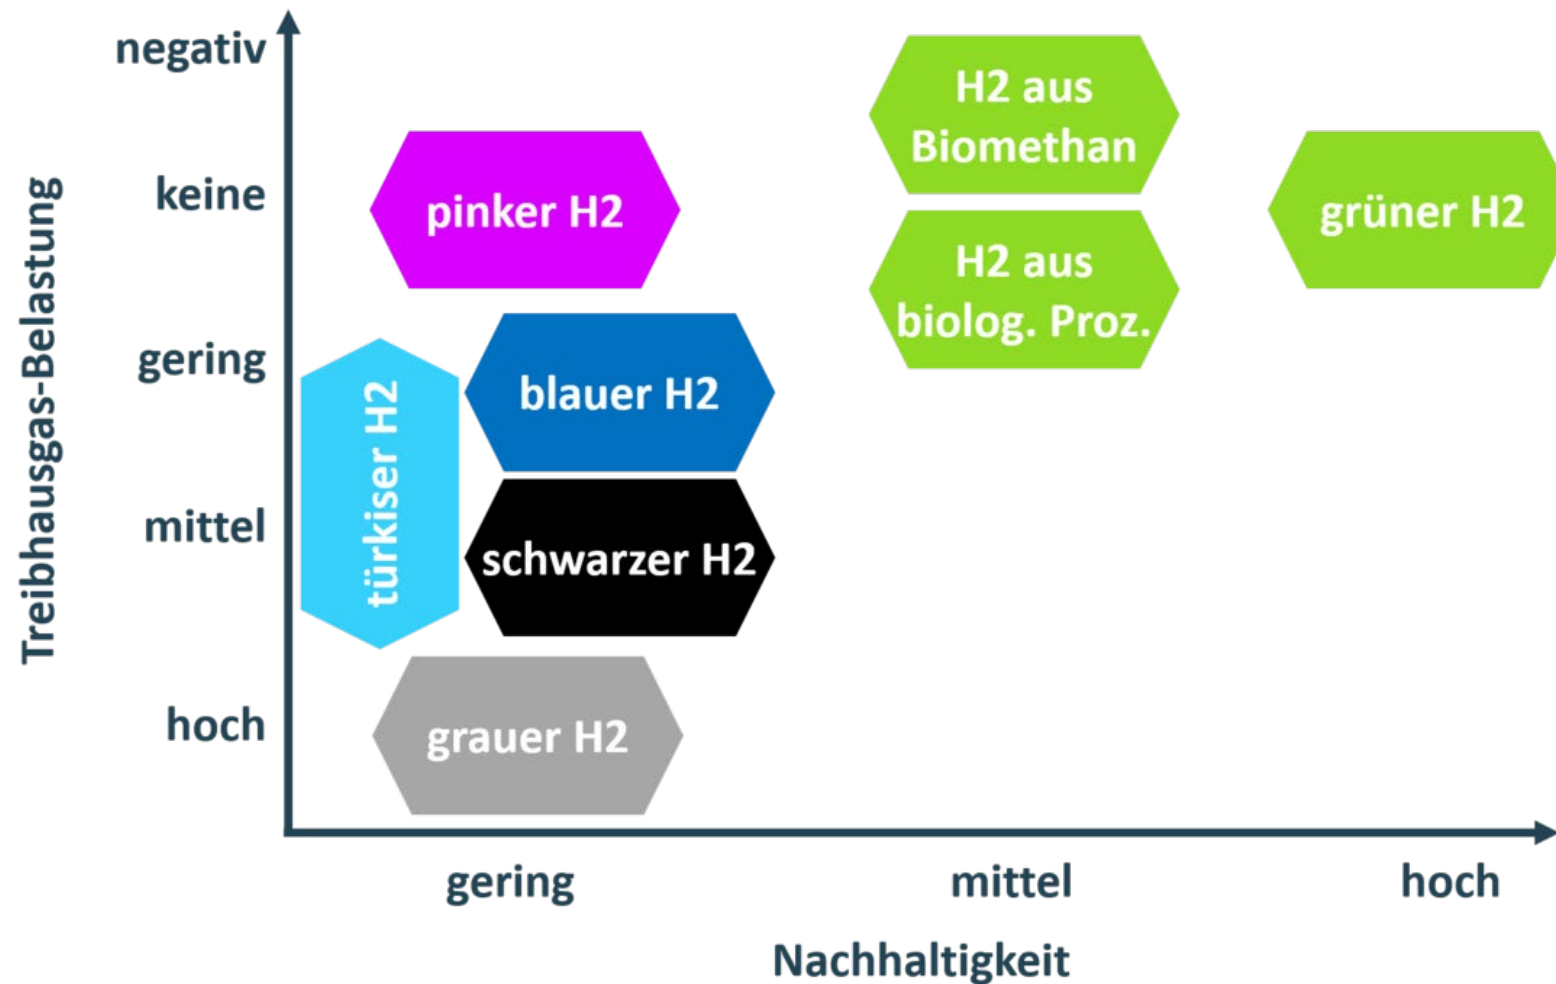 negativ
keine
gering
mittel
hoch
Treibhausgas-Belastung
H2 aus
Biomethan
pinker H2
grüner H2
H2 aus
biolog. Proz.
blauer H2
türkiser H2
schwarzer H2
grauer H2
gering
mittel
hoch
Nachhaltigkeit